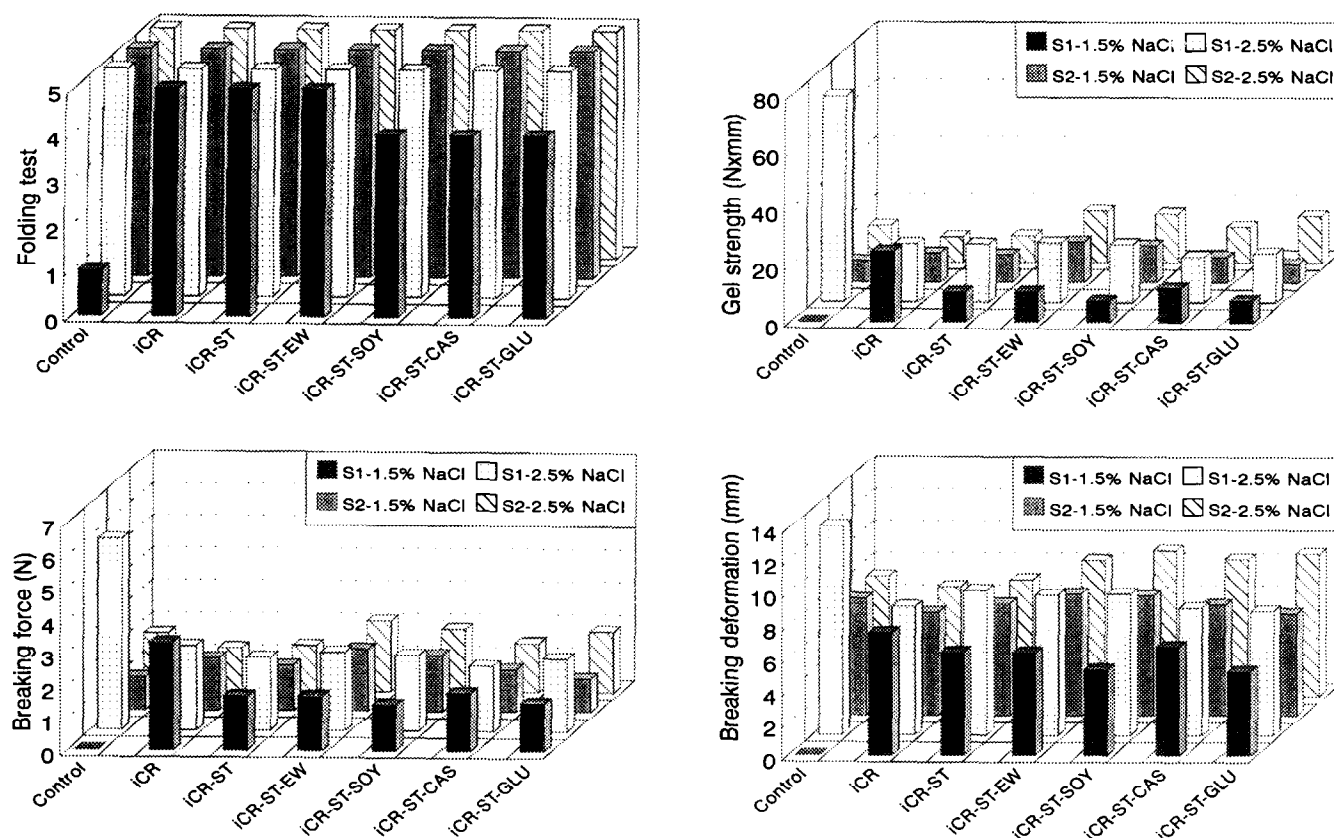 Folding test
5
4
3
2
1
0
Control
iCR
iCR-ST
iCR-ST-EW
iCR-ST-SOY
iCR-ST-CAS
iCR-ST-GLU
Gel strength (Nxmm)
S1-1.5% NaCl S1-2.5% NaCl
S2-1.5% NaCl S2-2.5% NaCl
80
60
40
20
0
Control
iCR
iCR-ST
iCR-ST-EW
iCR-ST-SOY
iCR-ST-CAS
iCR-ST-GLU
Breaking force (N)
S1-1.5% NaCl S1-2.5% NaCl
S2-1.5% NaCl S2-2.5% NaCl
7
6
5
4
3
2
1
0
Control
iCR
iCR-ST
iCR-ST-EW
iCR-ST-SOY
iCR-ST-CAS
iCR-ST-GLU
Breaking deformation (mm)
S1-1.5% NaCl S1-2.5% NaCl
S2-1.5% NaCl S2-2.5% NaCl
14
12
10
8
6
4
2
0
Control
iCR
iCR-ST
iCR-ST-EW
iCR-ST-SOY
iCR-ST-CAS
iCR-ST-GLU